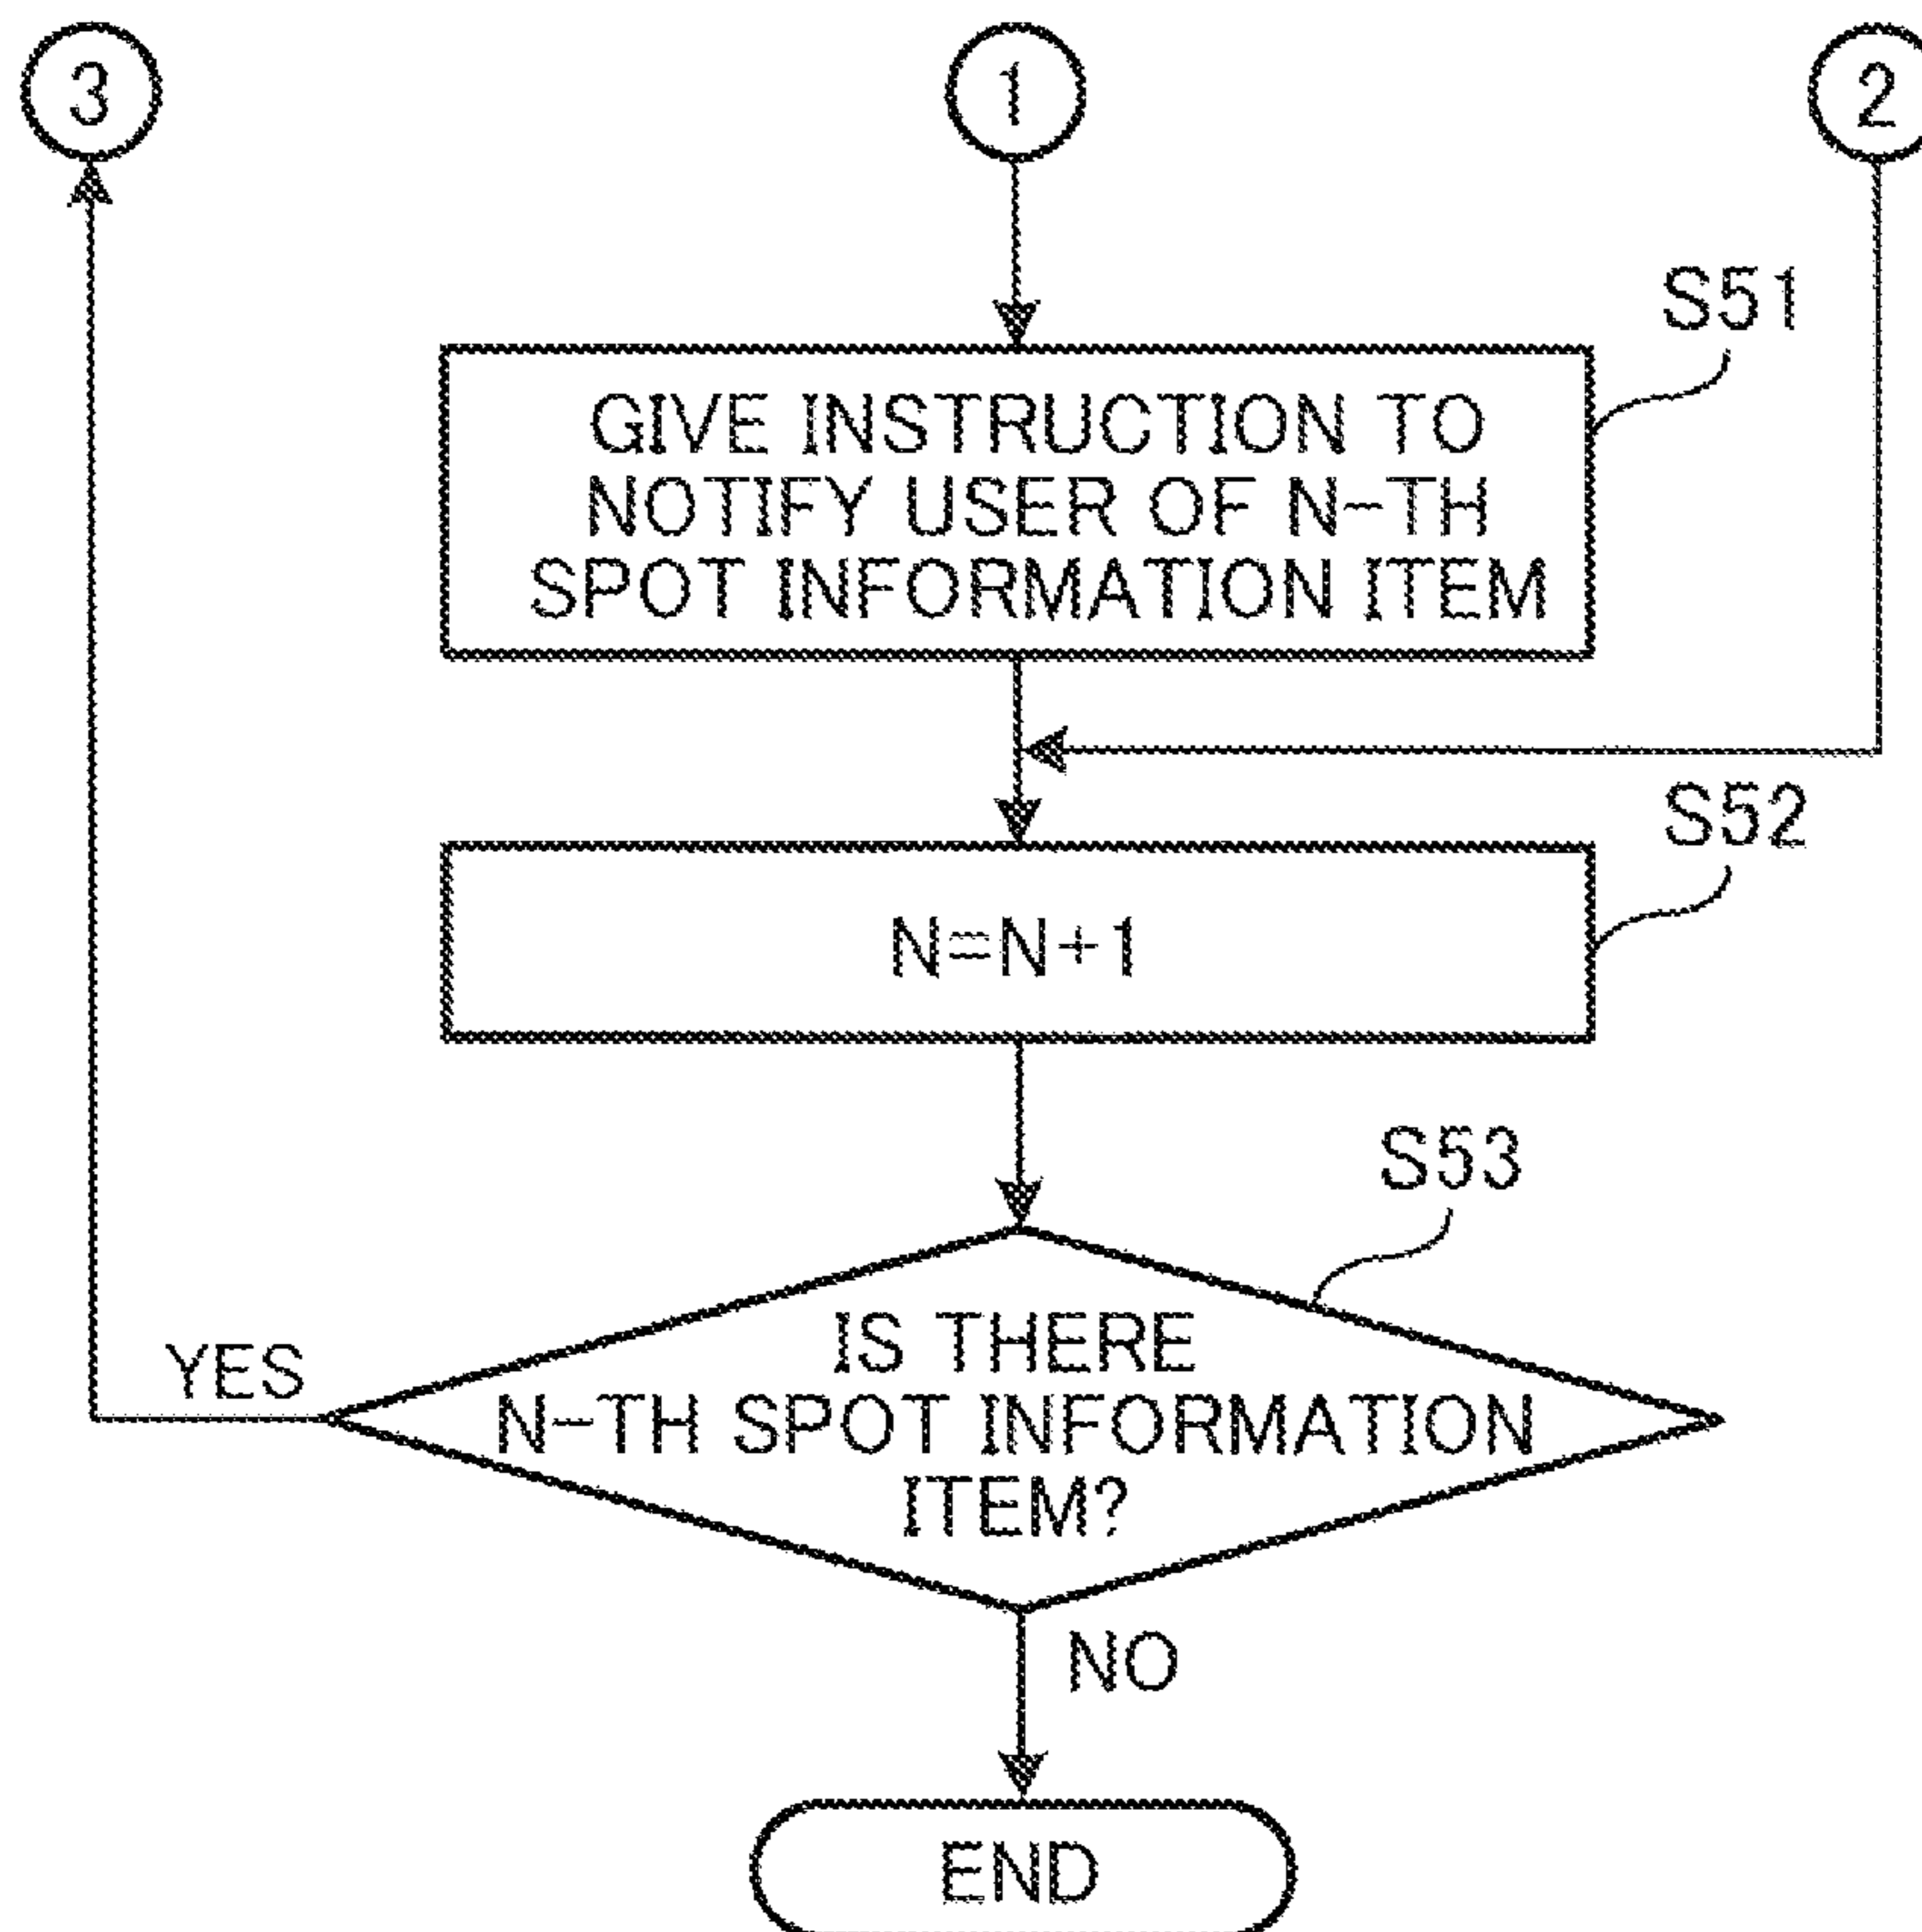 3
1
2
S51
GIVE INSTRUCTION TO
NOTIFY USER OF N-TH
SPOT INFORMATION ITEM
S52
N=N+1
S53
IS THERE
N-TH SPOT INFORMATION
ITEM?
YES
NO
END